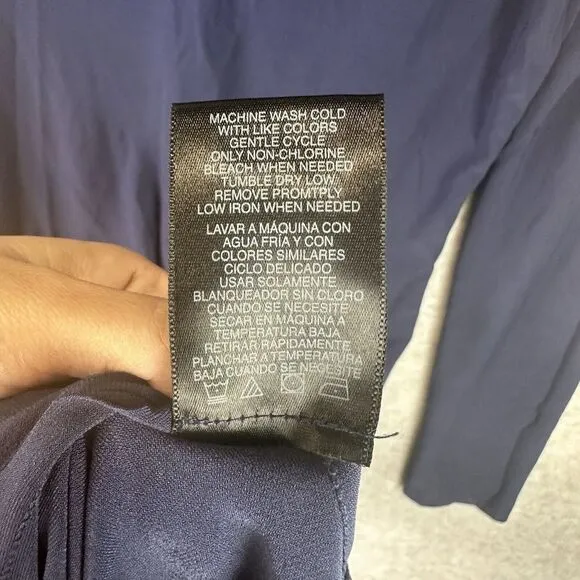 MACHINE WASH COLD
WITH LIKE COLORS
GENTLE CYCLE
ONLY NON-CHLORINE
BLEACH WHEN NEEDED
TUMBLE DRY LOW
REMOVE PROMTPLY
LOW IRON WHEN NEEDED
LAVAR A MÁQUINA CON
AGUA FRÍA Y CON
COLORES SIMILARES
CICLO DELICADO
USAR SOLAMENTE
BLANQUEADOR SIN CLORO
CUANDO SE NECESITE
SECAR EN MÁQUINA A
TEMPERATURA BAJA
RETIRAR RÁPIDAMENTE
PLANCHAR A TEMPERATURA
BAJA CUANDO SE NECESITE